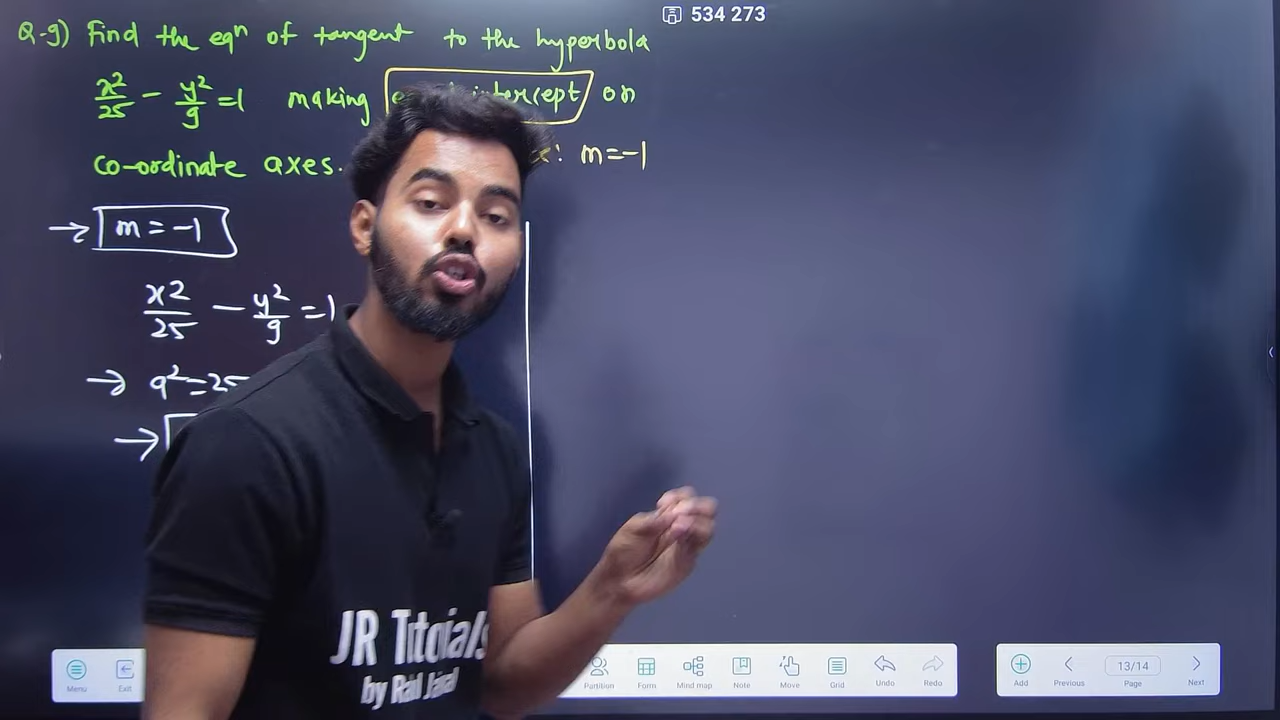 534 273
Q-9) Find the eqn of tangent to the hyperbola
x²/25 - y²/9 = 1 making intercept on
co-ordinate axes. : m=-1
→ m = -1
x²/25 - y²/9 = 1
→ a²=25
→
JR Tutorials
by
Menu Exit Partition Form Mind map Note Move Grid Undo Redo Add Previous 13/14 Page Next